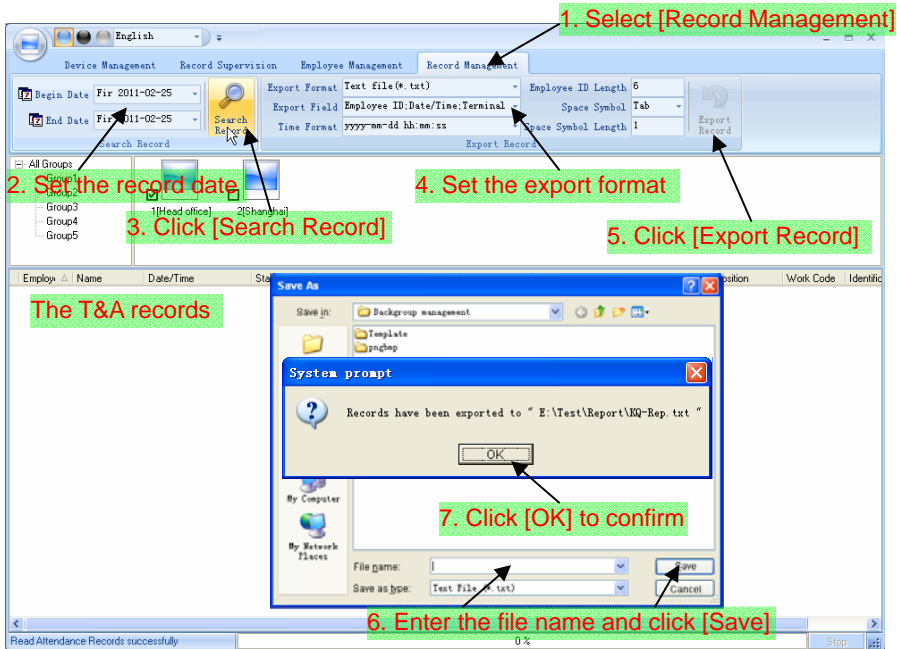 1. Select [Record Management]
English
Device Management Record Supervision Employee Management Record Management
Begin Date Fir 2011-02-25
End Date Fir 2011-02-25
Search Record
Search Record
Export Format Text file(*.txt)
Export Field Employee ID;Date/Time;Terminal
Time Format yyyy-mm-dd hh:mm:ss
Employee ID Length 6
Space Symbol Tab
Space Symbol Length 1
Export Record
Export Record
All Groups
Group1
Group2
Group3
Group4
Group5
1[Head office] 2[Shanghai]
2. Set the record date
3. Click [Search Record]
4. Set the export format
5. Click [Export Record]
Employ Name Date/Time Sta osition Work Code Identific
The T&A records
Save As
Save in: Backgroup management
Template
pngbmp
System prompt
Records have been exported to " E:\Test\Report\KQ-Rep.txt "
OK
7. Click [OK] to confirm
My Computer
My Network Places
File name: Save
Save as type: Text File (*.txt) Cancel
6. Enter the file name and click [Save]
Read Attendance Records successfully 0 % Stop